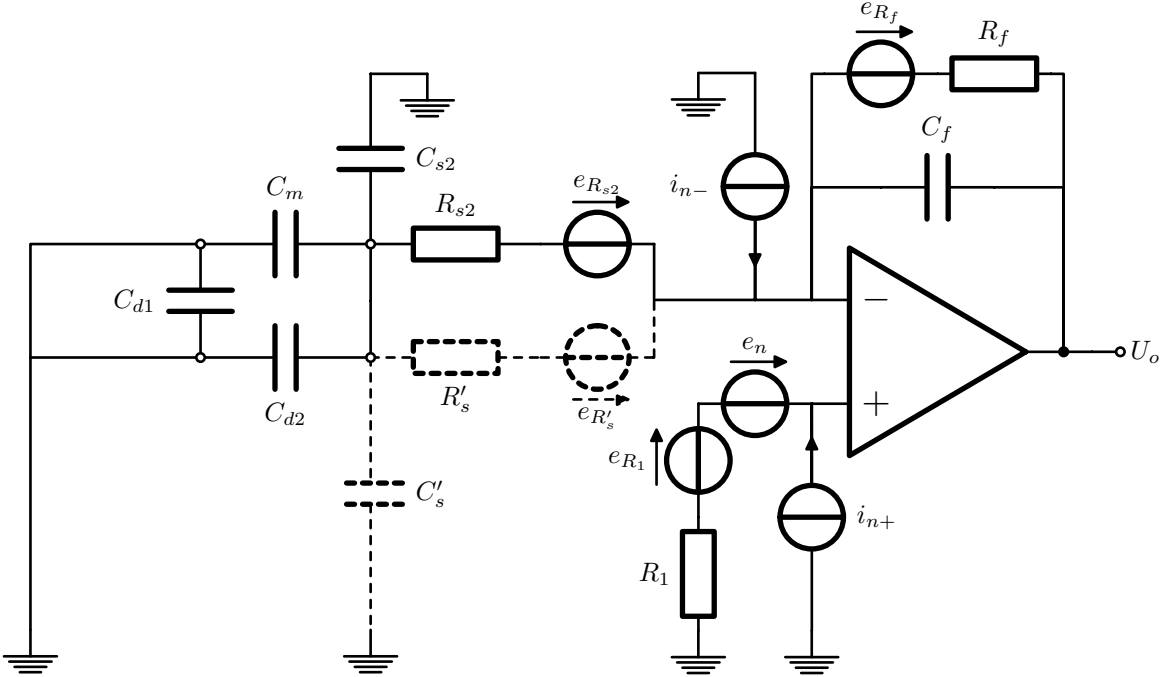 e_{R_f}
R_f
C_f
C_{s2}
i_{n-}
C_m
R_{s2}
e_{R_{s2}}
C_{d1}
−
e_n
U_o
C_{d2}
R'_s
e_{R'_s}
+
e_{R_1}
C'_s
i_{n+}
R_1